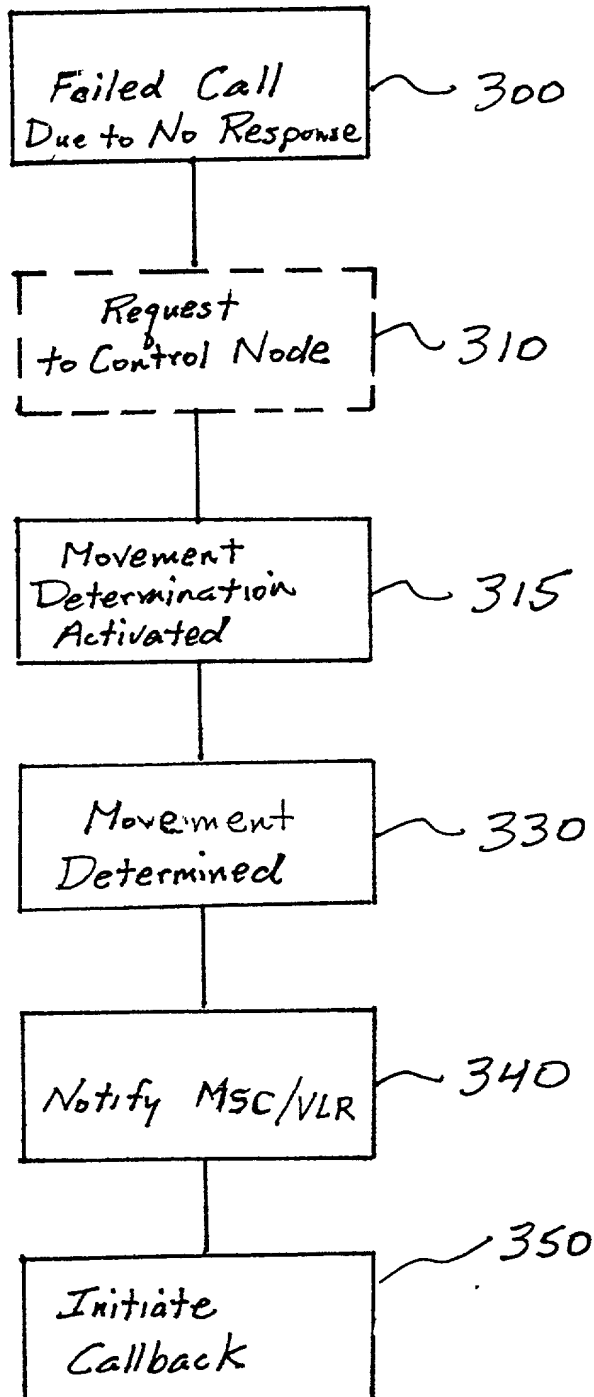 Failed Call
Due to No Response
300
Request
to Control Node
310
Movement
Determination
Activated
315
Movement
Determined
330
Notify MSC/VLR
340
Initiate
Callback
350